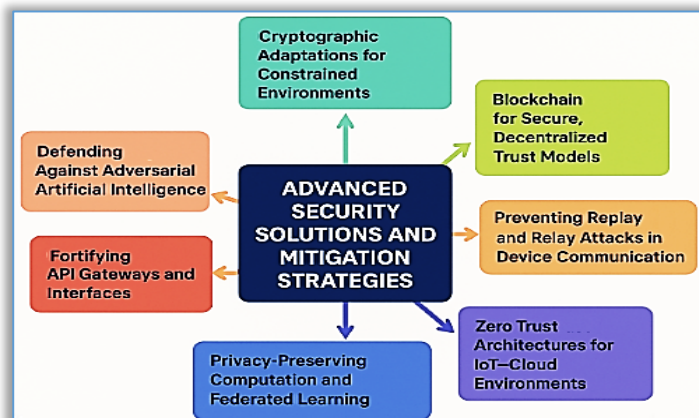 Cryptographic
Adaptations for
Constrained
Environments
Blockchain
for Secure,
Decentralized
Trust Models
Defending
Against Adversarial
Artificial Intelligence
ADVANCED
SECURITY
SOLUTIONS AND
MITIGATION
STRATEGIES
Preventing Replay
and Relay Attacks in
Device Communication
Fortifying
API Gateways and
Interfaces
Zero Trust
Architectures for
IoT—Cloud
Environments
Privacy-Preserving
Computation and
Federated Learning